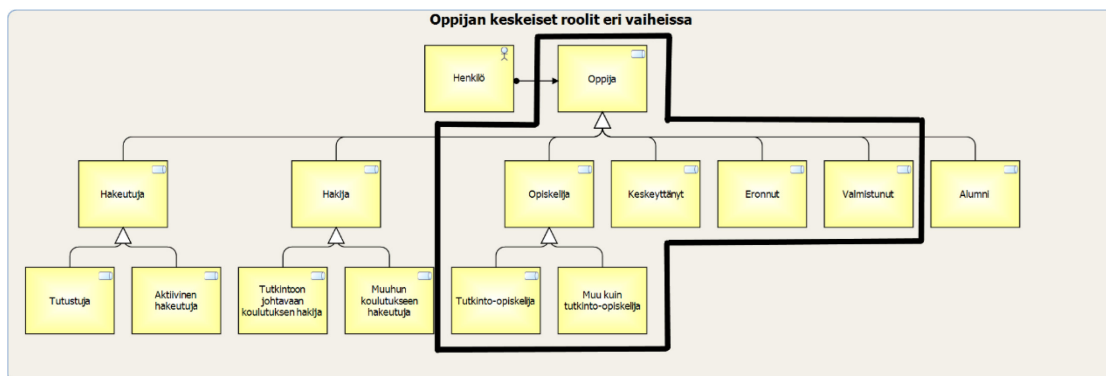 Oppijan keskeiset roolit eri vaiheissa
Henkilö
Oppija
Hakeutuja
Hakija
Opiskelija
Keskeyttänyt
Eronnut
Valmistunut
Alumni
Tutustuja
Aktiivinen
hakeutuja
Tutkintoon
johtavaan
koulutuksen hakija
Muuhun
koulutukseen
hakeutuja
Tutkinto-opiskelija
Muu kuin
tutkinto-opiskelija